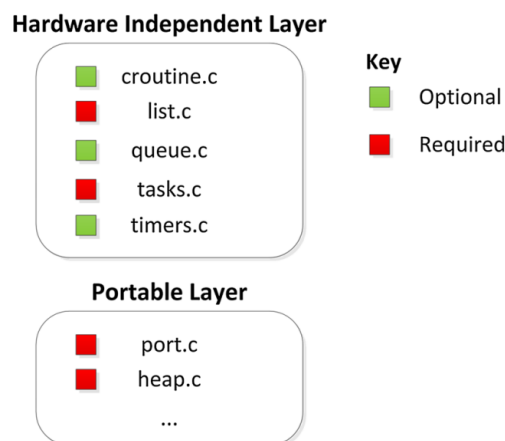 Hardware Independent Layer
croutine.c
list.c
queue.c
tasks.c
timers.c
Key
Optional
Required
Portable Layer
port.c
heap.c
...